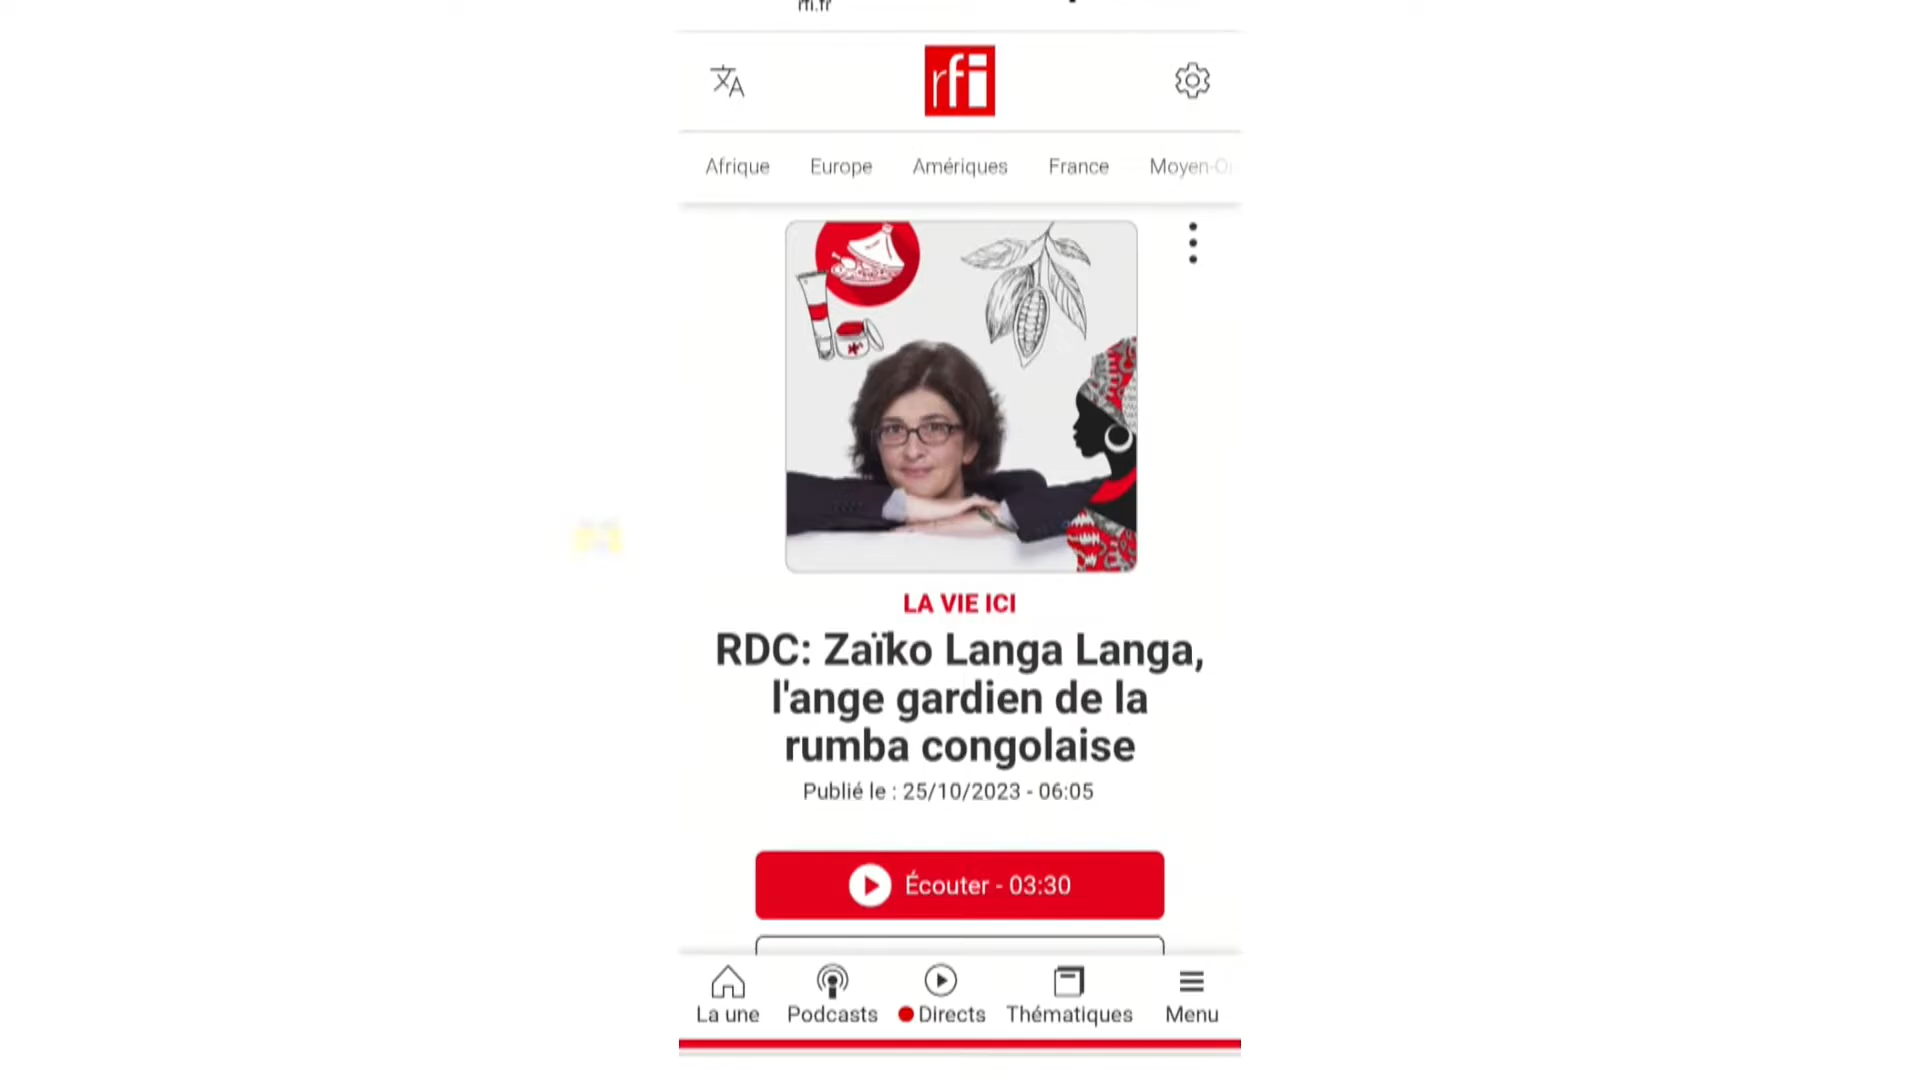 rfi.fr
rfi
Afrique Europe Amériques France Moyen-O
LA VIE ICI
RDC: Zaïko Langa Langa,
l'ange gardien de la
rumba congolaise
Publié le : 25/10/2023 - 06:05
Écouter - 03:30
La une Podcasts Directs Thématiques Menu